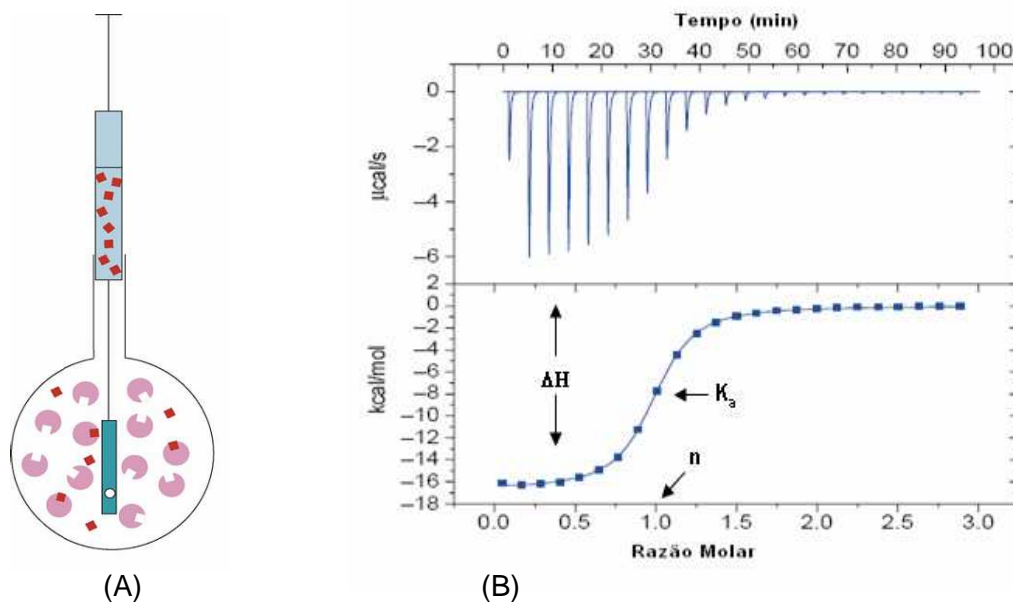 Tempo (min)
0 10 20 30 40 50 60 70 80 90 100
0
−2
−4
−6
µcal/s
2
0
−2
−4
−6
−8
−10
−12
−14
−16
−18
kcal/mol
ΔH
Ka
n
0.0 0.5 1.0 1.5 2.0 2.5 3.0
Razão Molar
(A) (B)